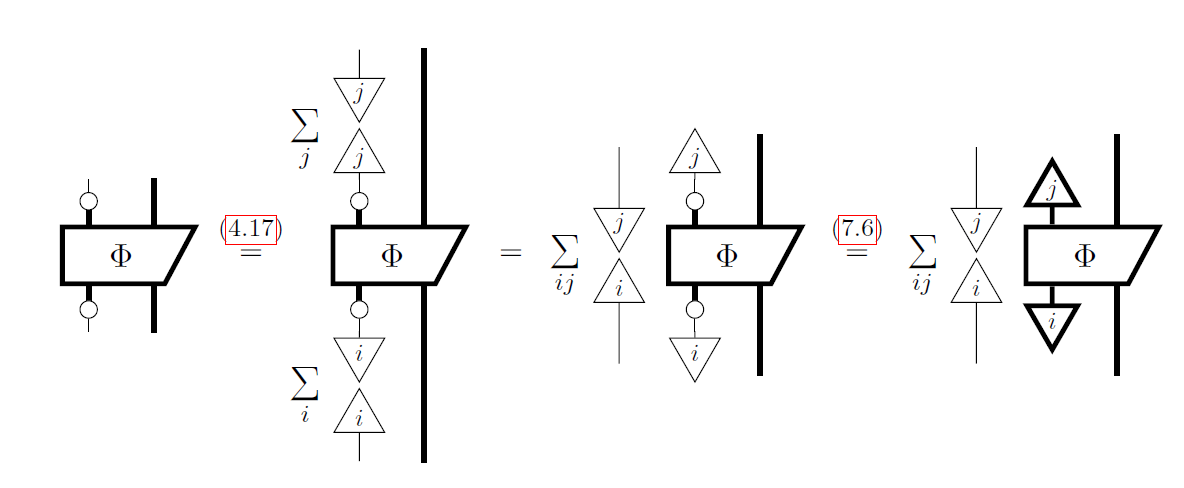 Φ
(4.17)
=
∑
j
j
j
Φ
∑
i
i
i
=
∑
ij
j
i
j
Φ
i
(7.6)
=
∑
ij
j
i
j
Φ
i